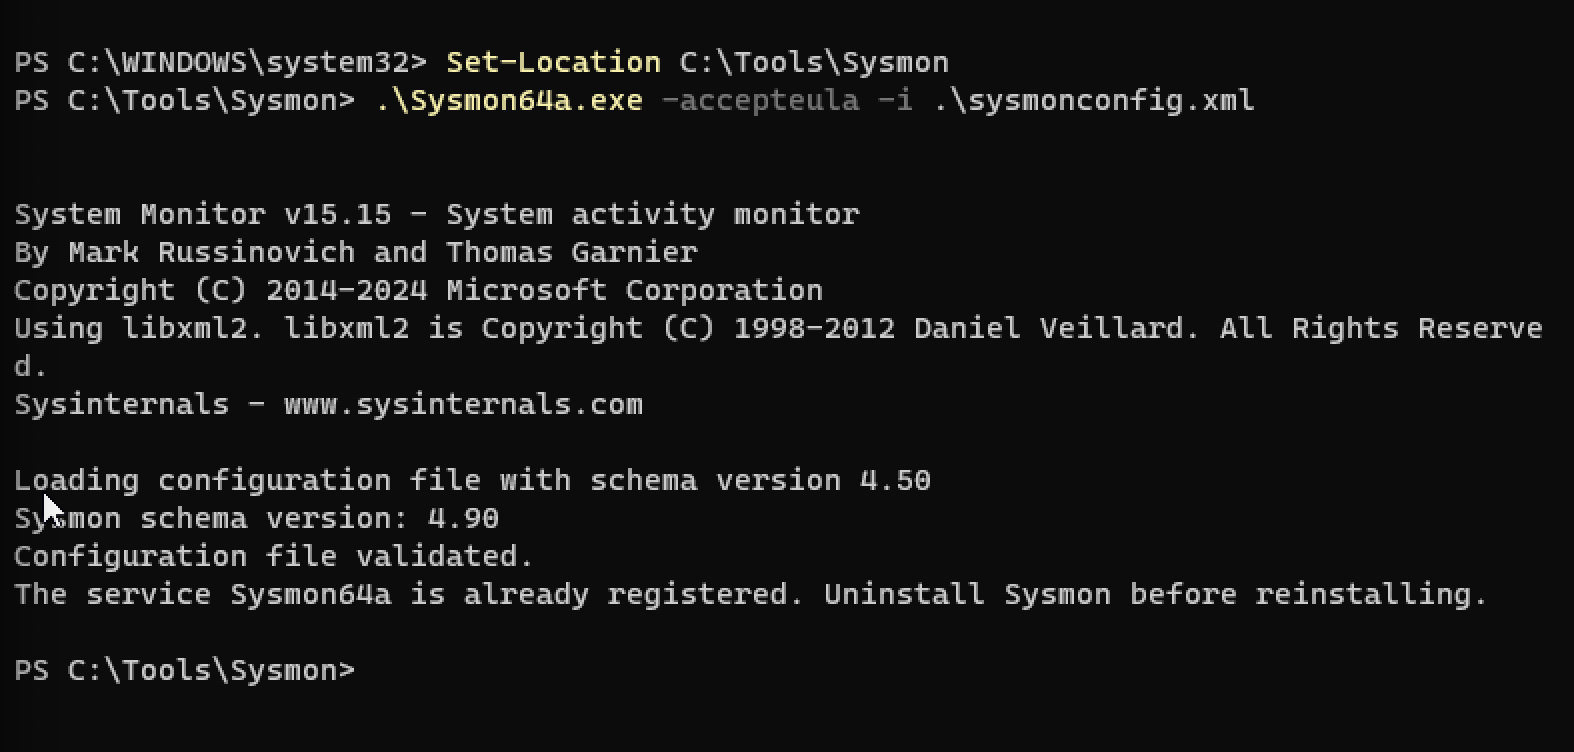 PS C:\WINDOWS\system32> Set-Location C:\Tools\Sysmon
PS C:\Tools\Sysmon> .\Sysmon64a.exe -accepteula -i .\sysmonconfig.xml
System Monitor v15.15 - System activity monitor
By Mark Russinovich and Thomas Garnier
Copyright (C) 2014-2024 Microsoft Corporation
Using libxml2. libxml2 is Copyright (C) 1998-2012 Daniel Veillard. All Rights Reserve
d.
Sysinternals - www.sysinternals.com
Loading configuration file with schema version 4.50
Sysmon schema version: 4.90
Configuration file validated.
The service Sysmon64a is already registered. Uninstall Sysmon before reinstalling.
PS C:\Tools\Sysmon>